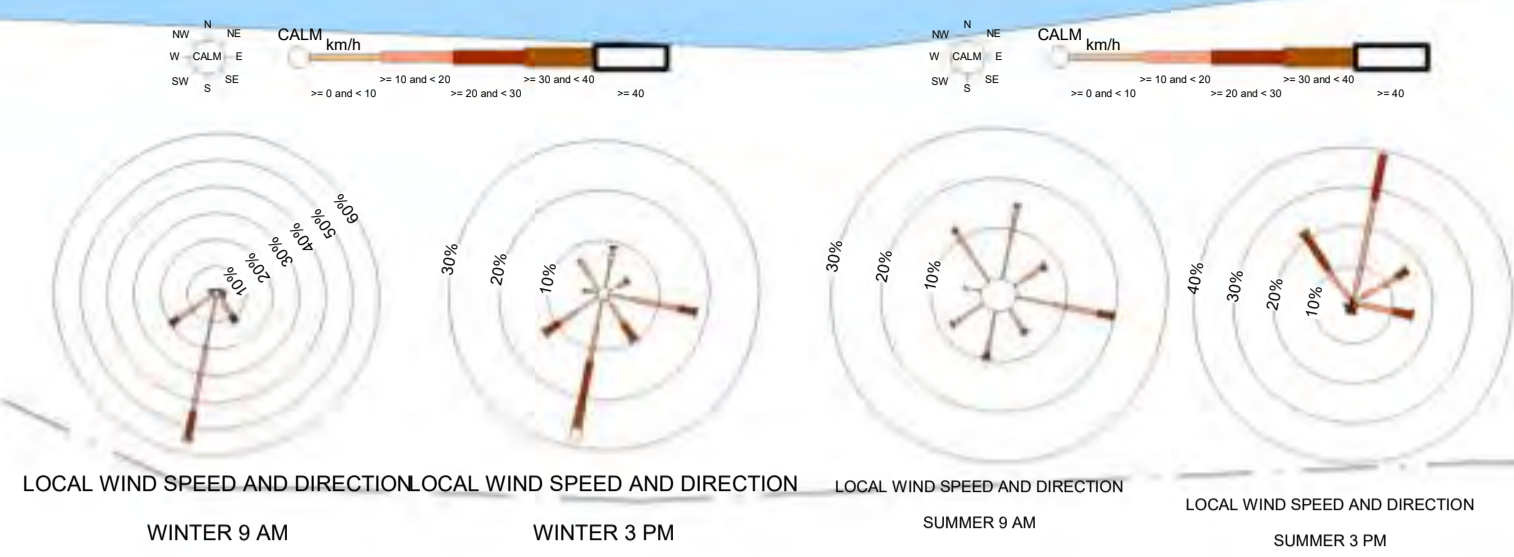 N
NW NE
W CALM E
SW SE
S
CALM
km/h
>= 10 and < 20 >= 30 and < 40
>= 0 and < 10 >= 20 and < 30 >= 40
N
NW NE
W CALM E
SW SE
S
CALM
km/h
>= 10 and < 20 >= 30 and < 40
>= 0 and < 10 >= 20 and < 30 >= 40
10% 20% 30% 40% 50% 60%
30% 20% 10%
30% 20% 10%
40% 30% 20% 10%
LOCAL WIND SPEED AND DIRECTION
WINTER 9 AM
LOCAL WIND SPEED AND DIRECTION
WINTER 3 PM
LOCAL WIND SPEED AND DIRECTION
SUMMER 9 AM
LOCAL WIND SPEED AND DIRECTION
SUMMER 3 PM